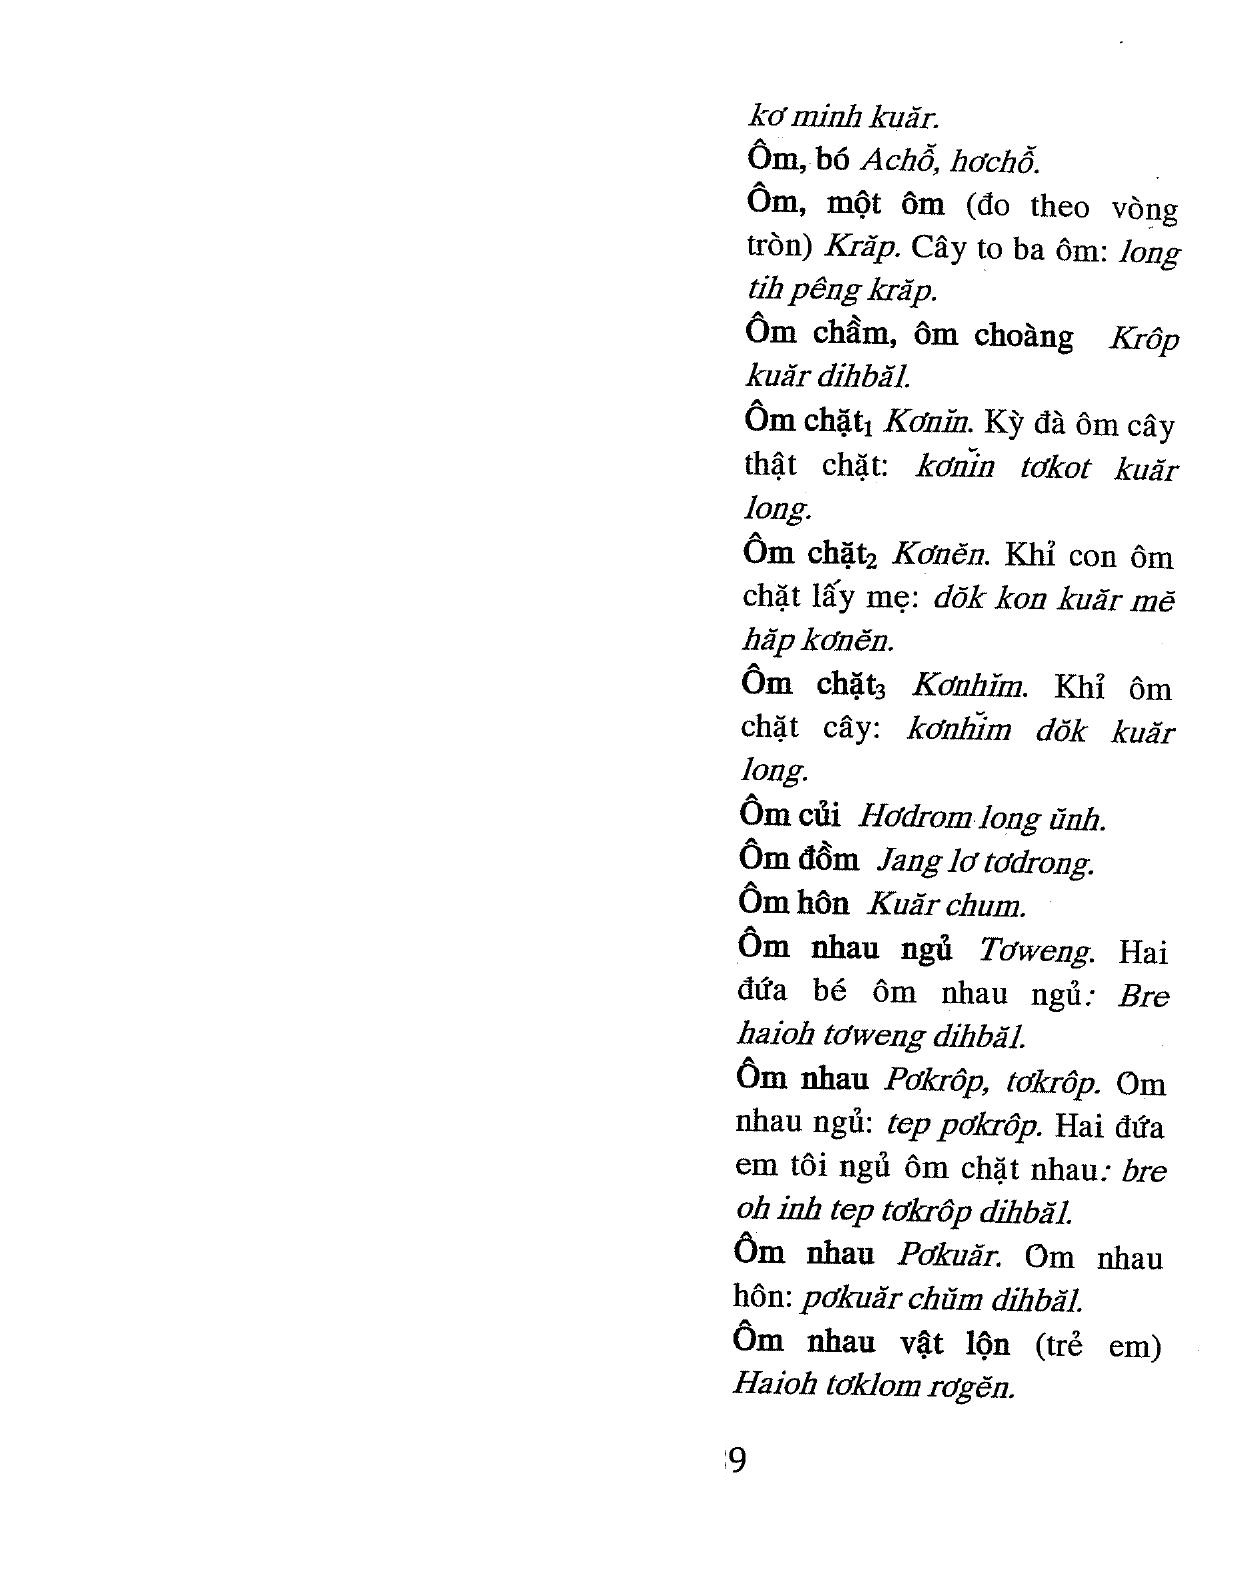 kơ minh kuăr.
Ôm, bó Achỗ, hơchỗ.
Ôm, một ôm (đo theo vòng
tròn) Krăp. Cây to ba ôm: long
tih pêng krăp.
Ôm chầm, ôm choàng Krôp
kuăr dihbăl.
Ôm chặt₁ Kơnĭn. Kỳ đà ôm cây
thật chặt: kơnĭn tơkot kuăr
long.
Ôm chặt₂ Kơnĕn. Khỉ con ôm
chặt lấy mẹ: dŏk kon kuăr mĕ
hăp kơnĕn.
Ôm chặt₃ Kơnhĭm. Khỉ ôm
chặt cây: kơnhĭm dŏk kuăr
long.
Ôm củi Hơdrom long ŭnh.
Ôm đồm Jang lơ tơdrong.
Ôm hôn Kuăr chum.
Ôm nhau ngủ Tơweng. Hai
đứa bé ôm nhau ngủ: Bre
haioh tơweng dihbăl.
Ôm nhau Pơkrôp, tơkrôp. Om
nhau ngủ: tep pơkrôp. Hai đứa
em tôi ngủ ôm chặt nhau: bre
oh inh tep tơkrôp dihbăl.
Ôm nhau Pơkuăr. Om nhau
hôn: pơkuăr chŭm dihbăl.
Ôm nhau vật lộn (trẻ em)
Haioh tơklom rơgĕn.
9